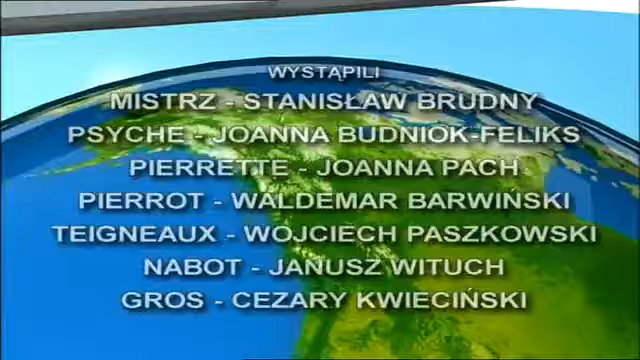 WYSTĄPILI
MISTRZ - STANISŁAW BRUDNY
PSYCHE - JOANNA BUDNIOK-FELIKS
PIERRETTE - JOANNA PACH
PIERROT - WALDEMAR BARWIŃSKI
TEIGNEAUX - WOJCIECH PASZKOWSKI
NABOT - JANUSZ WITUCH
GROS - CEZARY KWIECIŃSKI